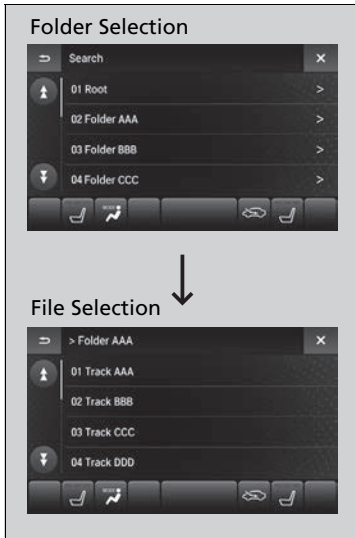 Folder Selection
Search
01 Root
02 Folder AAA
03 Folder BBB
04 Folder CCC
File Selection
> Folder AAA
01 Track AAA
02 Track BBB
03 Track CCC
04 Track DDD